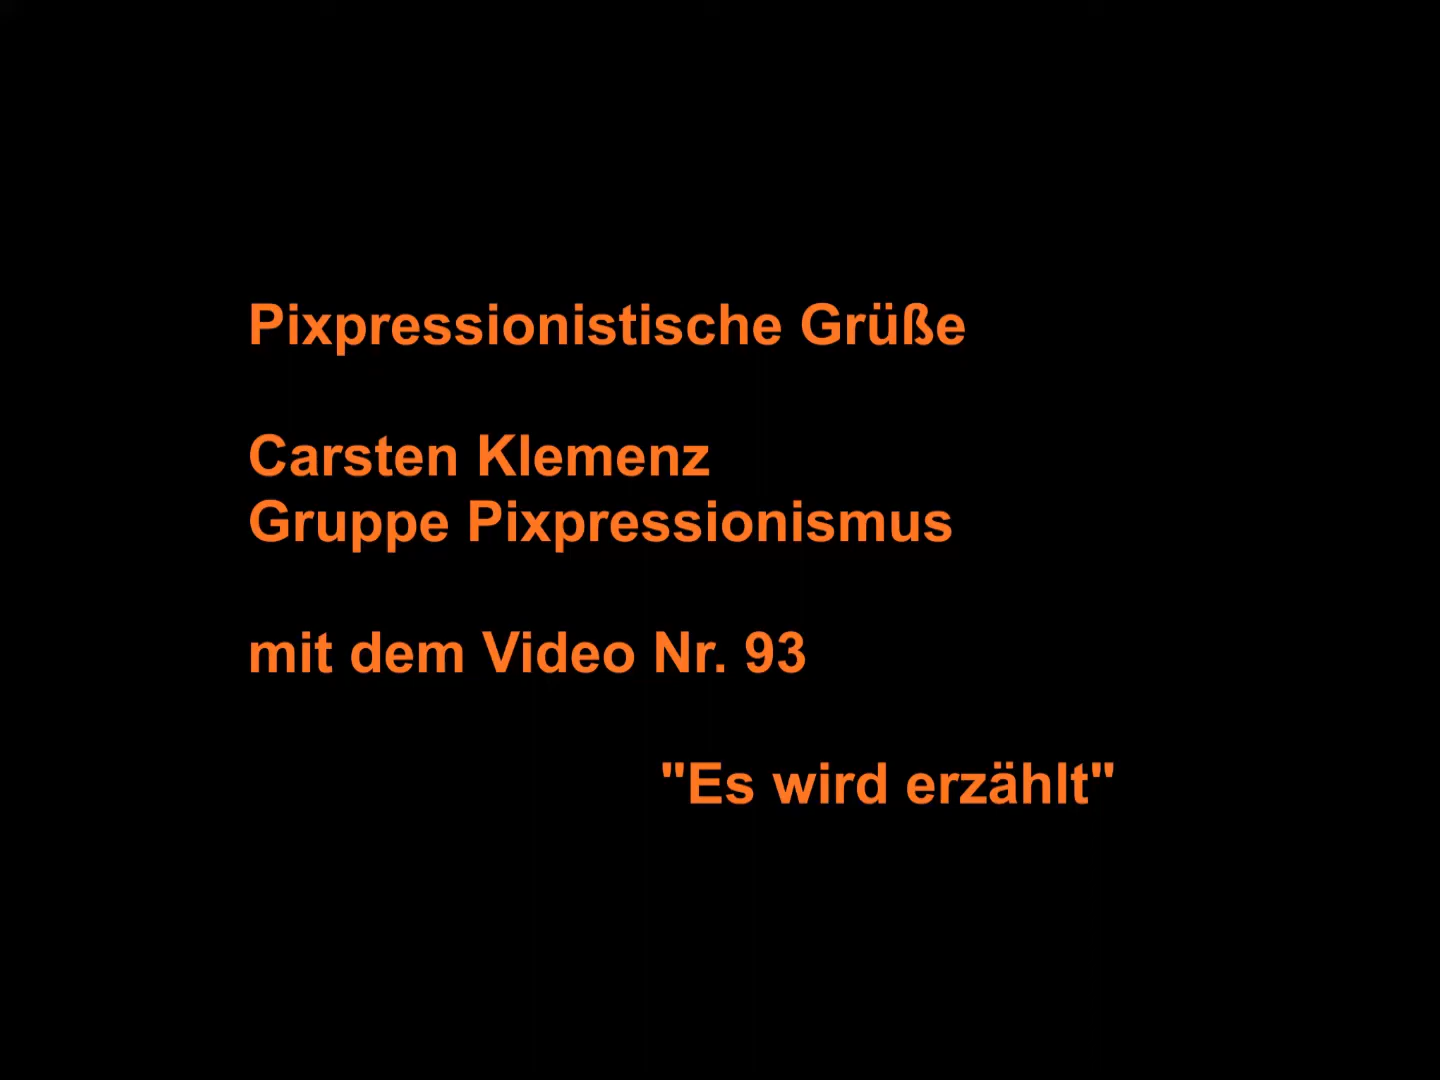 Pixpressionistische Grüße
Carsten Klemenz
Gruppe Pixpressionismus
mit dem Video Nr. 93
"Es wird erzählt"